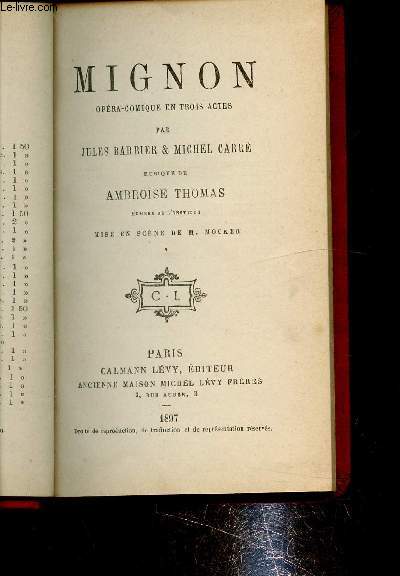 le-livre.com
MIGNON
OPÉRA-COMIQUE EN TROIS ACTES
PAR
JULES BARBIER & MICHEL CARRÉ
MUSIQUE DE
AMBROISE THOMAS
MEMBRE DE L'INSTITUT
MISE EN SCÈNE DE M. MOCKER
C·L
PARIS
CALMANN LÉVY, ÉDITEUR
ANCIENNE MAISON MICHEL LÉVY FRÈRES
3, RUE AUBER, 3
1897
Droits de reproduction, de traduction et de représentation réservés.